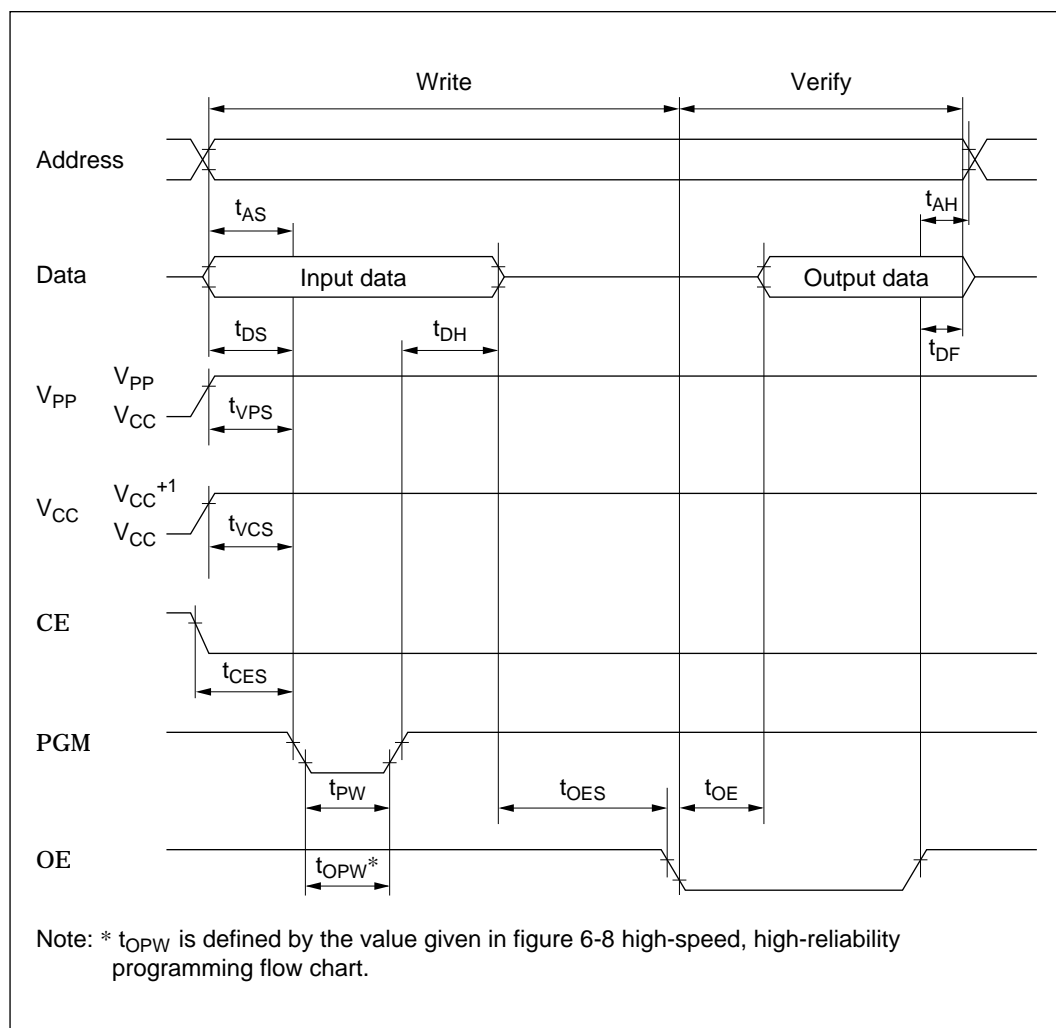 Write
Verify
Address
tAS
tAH
Data
Input data
Output data
tDS
tDH
tDF
VPP
VPP
VCC
tVPS
VCC
VCC+1
VCC
tVCS
CE
tCES
PGM
tPW
tOES
tOE
OE
tOPW*
Note: * tOPW is defined by the value given in figure 6-8 high-speed, high-reliability
programming flow chart.